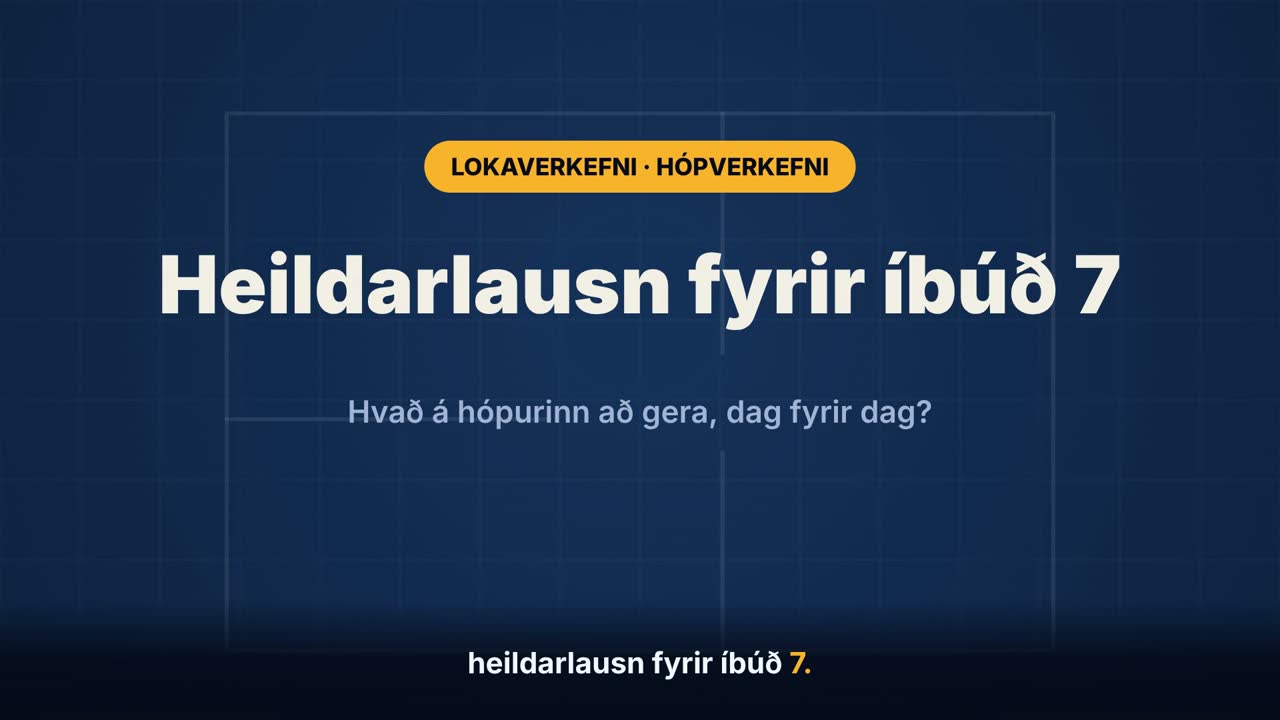 LOKAVERKEFNI · HÓPVERKEFNI
Heildarlausn fyrir íbúð 7
Hvað á hópurinn að gera, dag fyrir dag?
heildarlausn fyrir íbúð 7.